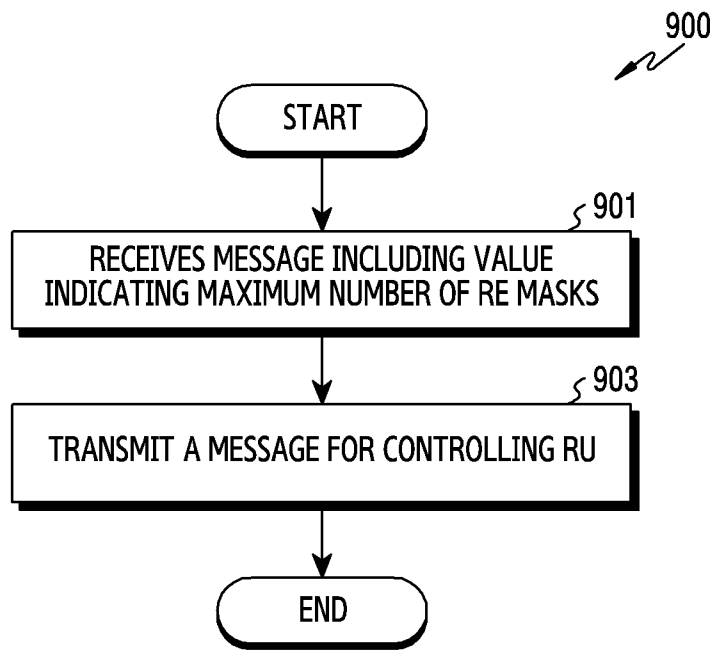 900
START
901
RECEIVES MESSAGE INCLUDING VALUE
INDICATING MAXIMUM NUMBER OF RE MASKS
903
TRANSMIT A MESSAGE FOR CONTROLLING RU
END